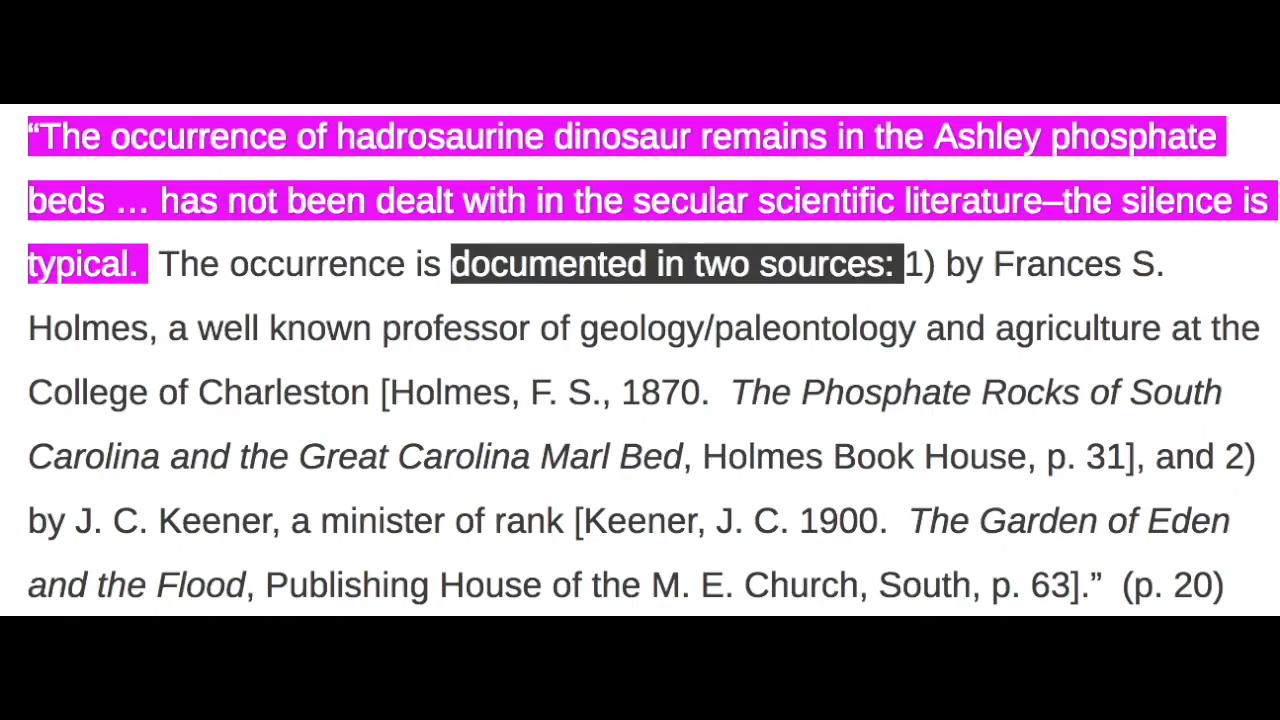 “The occurrence of hadrosaurine dinosaur remains in the Ashley phosphate
beds … has not been dealt with in the secular scientific literature–the silence is
typical. The occurrence is documented in two sources: 1) by Frances S.
Holmes, a well known professor of geology/paleontology and agriculture at the
College of Charleston [Holmes, F. S., 1870. The Phosphate Rocks of South
Carolina and the Great Carolina Marl Bed, Holmes Book House, p. 31], and 2)
by J. C. Keener, a minister of rank [Keener, J. C. 1900. The Garden of Eden
and the Flood, Publishing House of the M. E. Church, South, p. 63].” (p. 20)